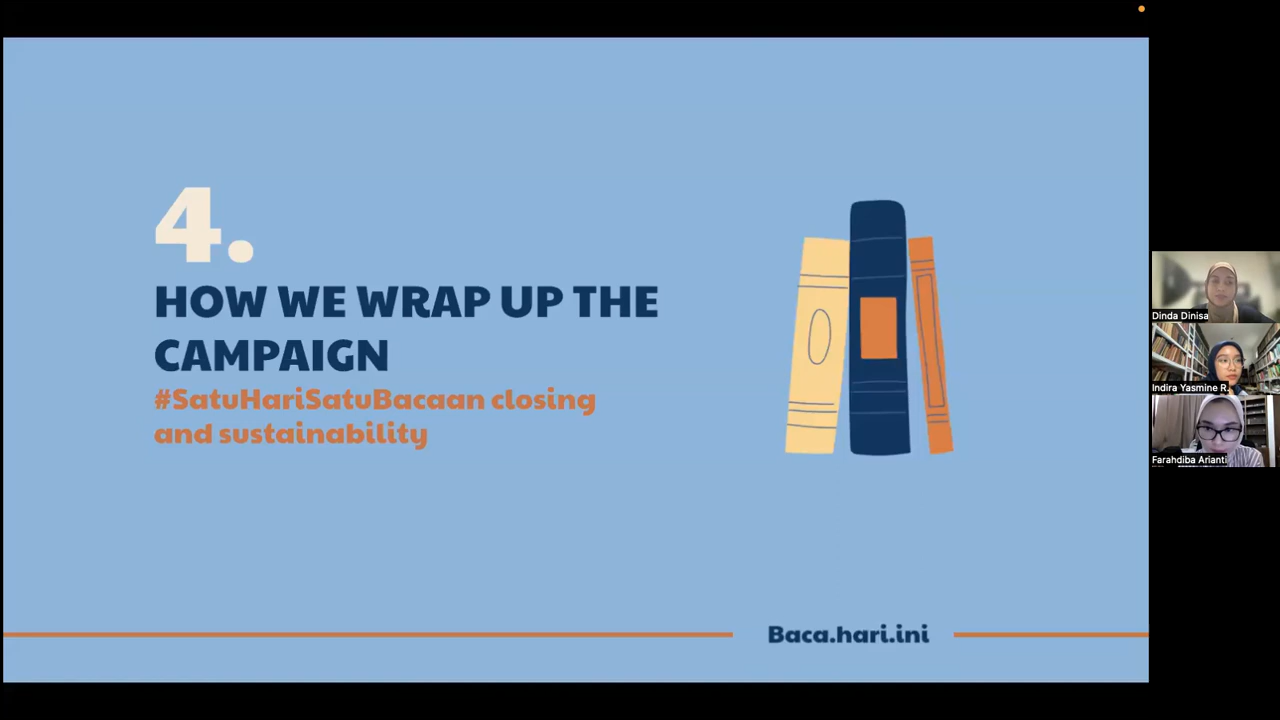 4.
HOW WE WRAP UP THE
CAMPAIGN
#SatuHariSatuBacaan closing
and sustainability
Baca.hari.ini
Dinda Dinisa
Indira Yasmine R.
Farahdiba Arianti